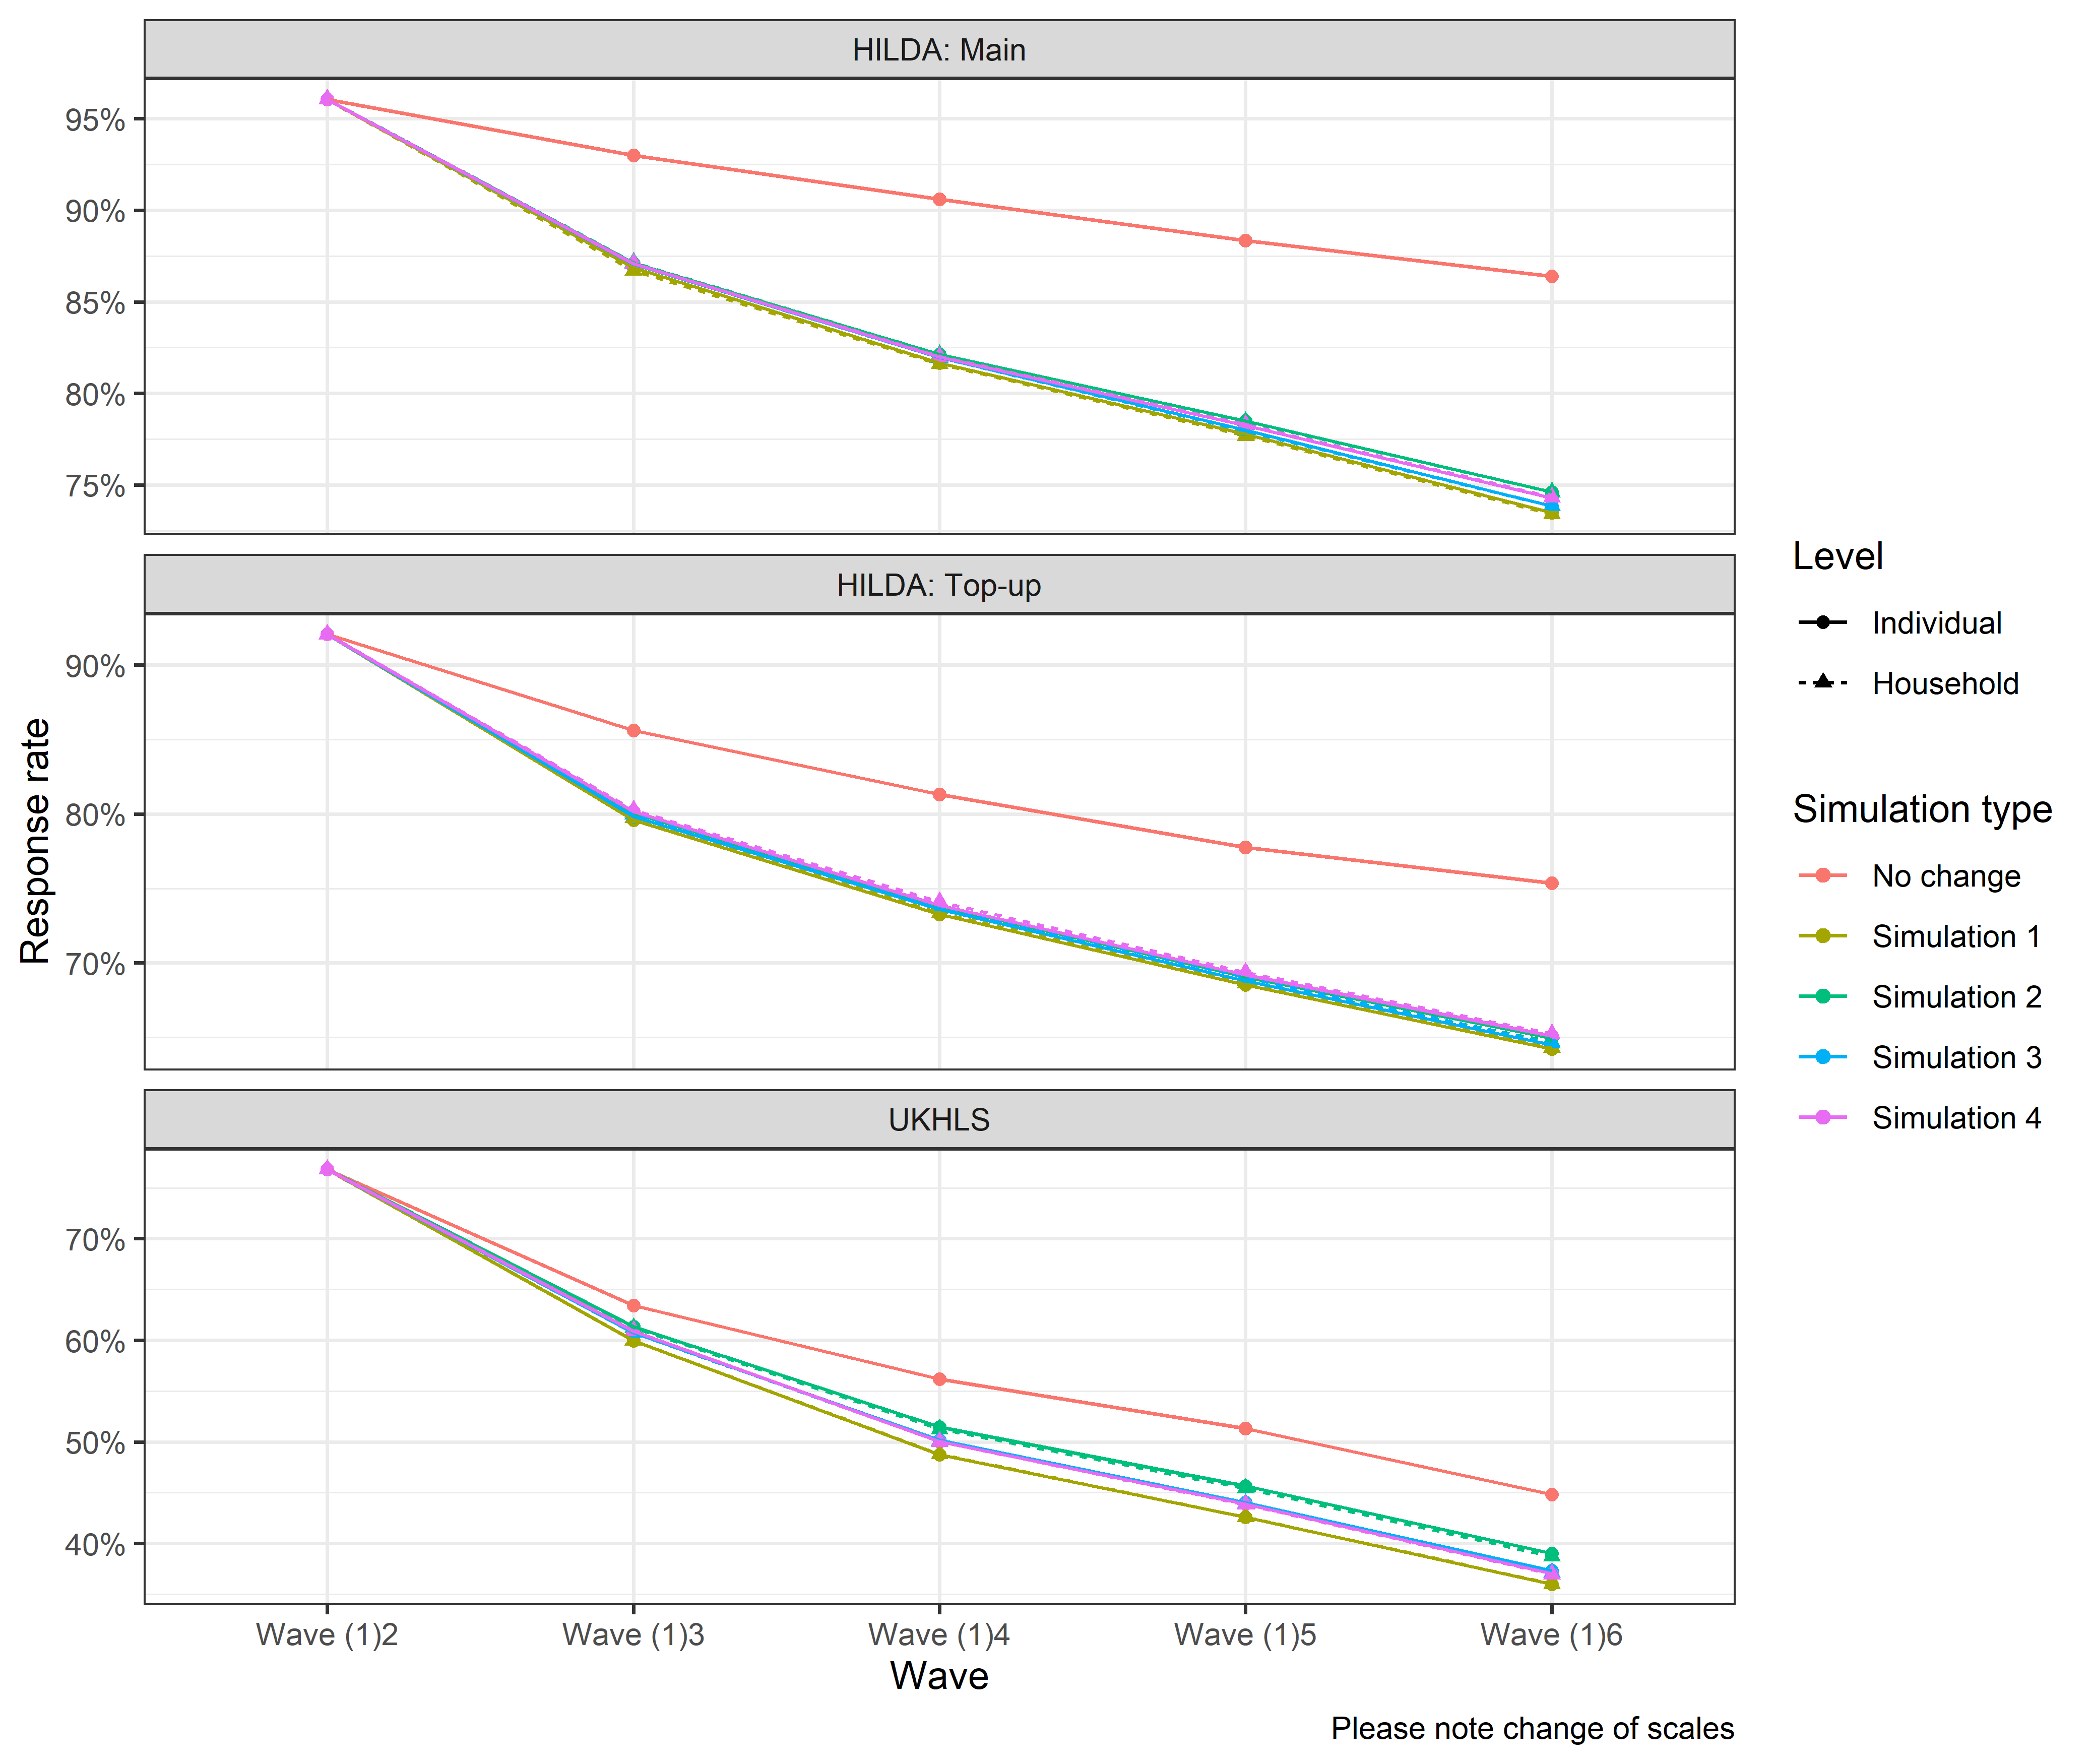 HILDA: Main
95%
90%
85%
80%
75%
HILDA: Top-up
90%
80%
70%
UKHLS
70%
60%
50%
40%
Response rate
Wave (1)2 Wave (1)3 Wave (1)4 Wave (1)5 Wave (1)6
Wave
Please note change of scales
Level
Individual
Household
Simulation type
No change
Simulation 1
Simulation 2
Simulation 3
Simulation 4